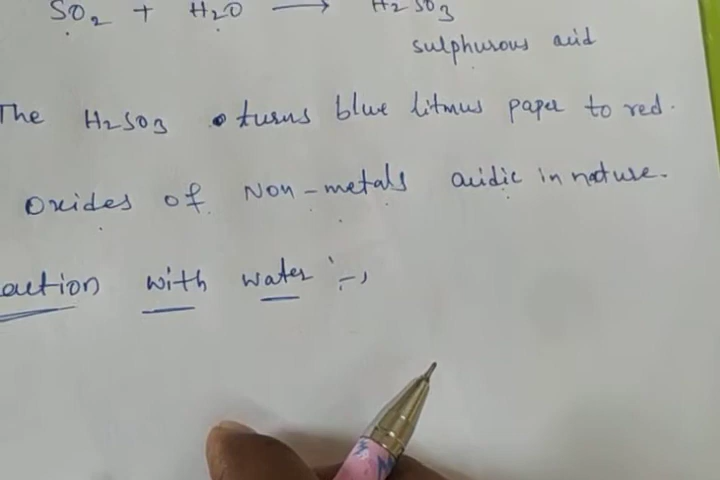 SO2 + H2O → H2SO3
sulphurous acid
The H2SO3 turns blue litmus paper to red.
oxides of Non-metals acidic in nature.
action with water :-